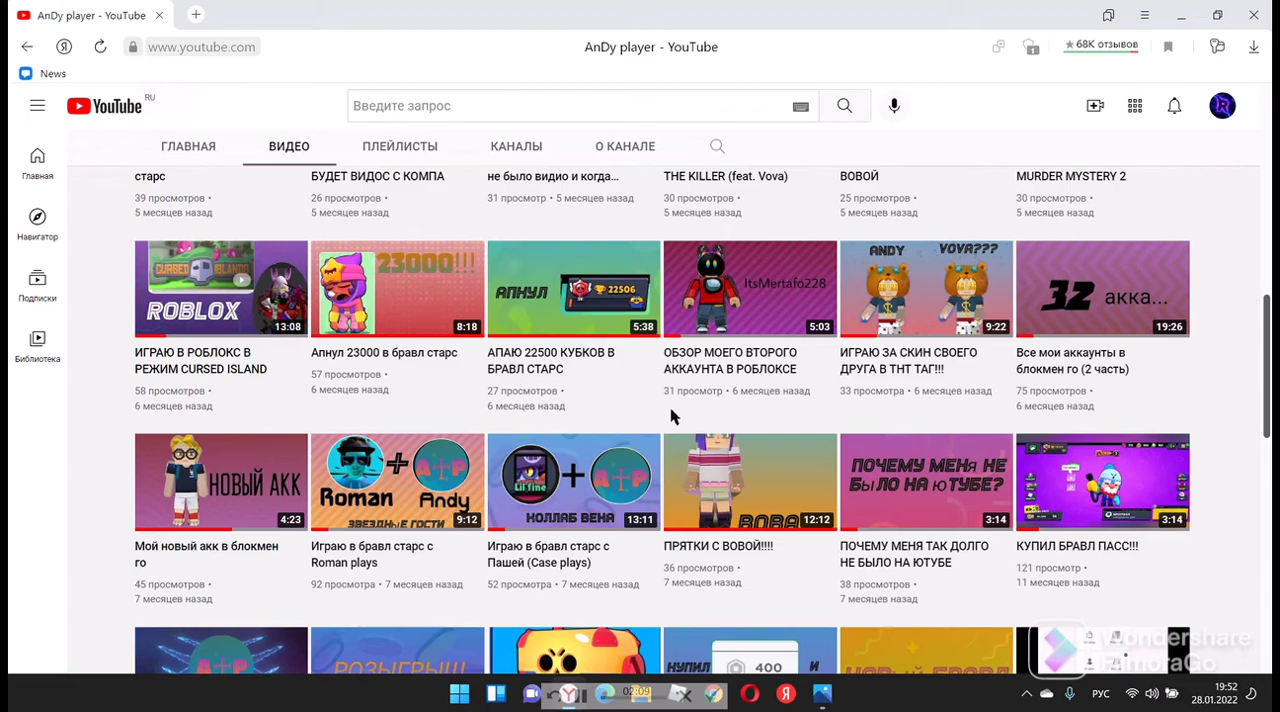 AnDy player - YouTube
www.youtube.com
AnDy player - YouTube
★ 68K отзывов
News
YouTube RU
Введите запрос
ГЛАВНАЯ
ВИДЕО
ПЛЕЙЛИСТЫ
КАНАЛЫ
О КАНАЛЕ
Главная
Навигатор
Подписки
Библиотека
старс
39 просмотров •
5 месяцев назад
БУДЕТ ВИДОС С КОМПА
26 просмотров •
5 месяцев назад
не было видио и когда...
31 просмотр • 5 месяцев назад
THE KILLER (feat. Vova)
30 просмотров •
5 месяцев назад
ВОВОЙ
25 просмотров •
5 месяцев назад
MURDER MYSTERY 2
30 просмотров •
5 месяцев назад
CURSED ISLANDS
ROBLOX
13:08
ИГРАЮ В РОБЛОКС В
РЕЖИМ CURSED ISLAND
58 просмотров •
6 месяцев назад
23000!!!
8:18
Апнул 23000 в бравл старс
57 просмотров •
6 месяцев назад
АПНУЛ
22506
5:38
АПАЮ 22500 КУБКОВ В
БРАВЛ СТАРС
27 просмотров •
6 месяцев назад
ItsMertafo228
5:03
ОБЗОР МОЕГО ВТОРОГО
АККАУНТА В РОБЛОКСЕ
31 просмотр • 6 месяцев назад
ANDY
VOVA???
9:22
ИГРАЮ ЗА СКИН СВОЕГО
ДРУГА В ТНТ ТАГ!!!
33 просмотра • 6 месяцев назад
32 акка...
19:26
Все мои аккаунты в
блокмен го (2 часть)
75 просмотров •
6 месяцев назад
НОВЫЙ АКК
4:23
Мой новый акк в блокмен
го
45 просмотров •
7 месяцев назад
ATP
Roman
Andy
ЗВЕЗДНЫЕ ГОСТИ
9:12
Играю в бравл старс с
Roman plays
92 просмотра • 7 месяцев назад
Lil fine
ATP
КОЛЛАБ ВЕНА
13:11
Играю в бравл старс с
Пашей (Case plays)
52 просмотра • 7 месяцев назад
ВОВА
12:12
ПРЯТКИ С ВОВОЙ!!!!
36 просмотров •
7 месяцев назад
ПОЧЕМУ МЕНЯ НЕ
БЫЛО НА ЮТУБЕ?
3:14
ПОЧЕМУ МЕНЯ ТАК ДОЛГО
НЕ БЫЛО НА ЮТУБЕ
38 просмотров •
7 месяцев назад
3:14
КУПИЛ БРАВЛ ПАСС!!!
121 просмотр •
11 месяцев назад
ATP
РОЗЫГРЫШ
КУПИЛ
400
И
НОВЫЙ БРАВЛ
Wondershare
FilmoraGo
02:09
РУС
19:52
28.01.2022